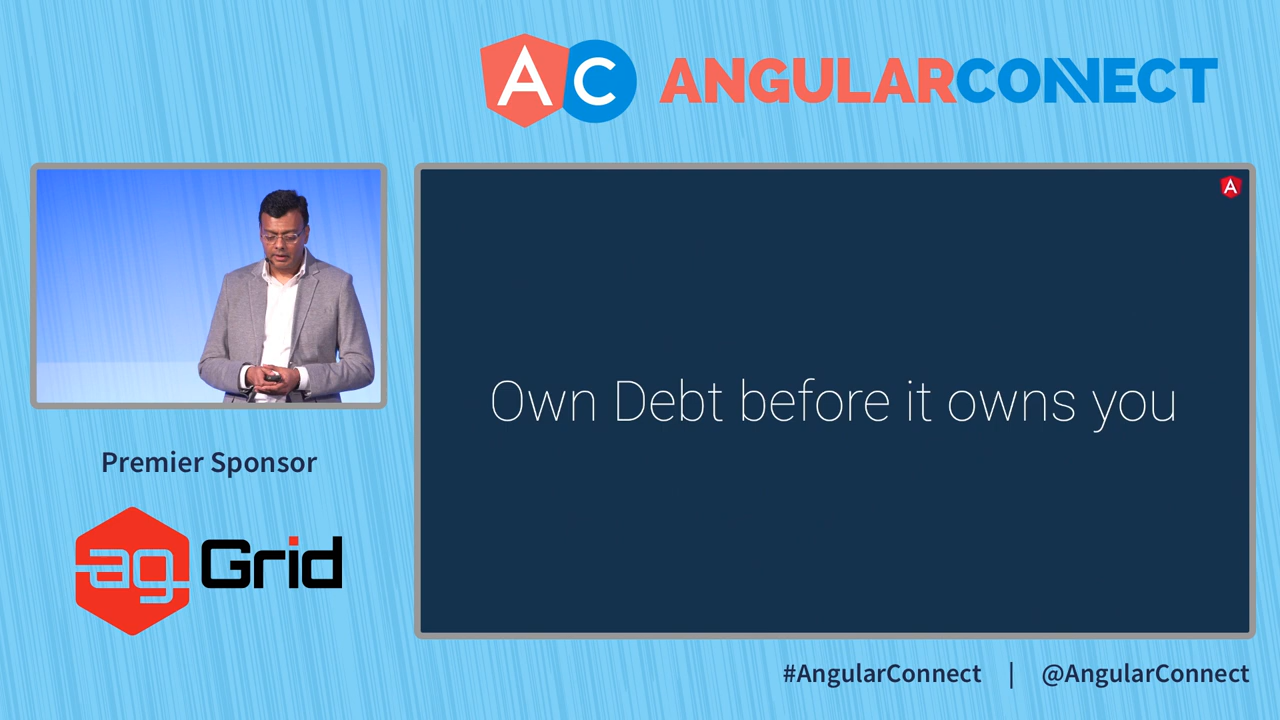 AC ANGULARCONNECT
A
Own Debt before it owns you
Premier Sponsor
ag Grid
#AngularConnect | @AngularConnect